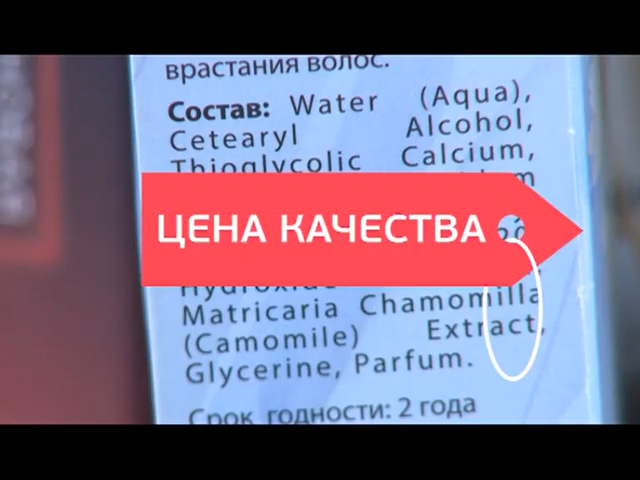 врастания волос.
Состав: Water (Aqua),
Cetearyl Alcohol,
Thioglycolic Calcium,
ЦЕНА КАЧЕСТВА
Matricaria Chamomilla
(Camomile) Extract,
Glycerine, Parfum.
Срок годности: 2 года